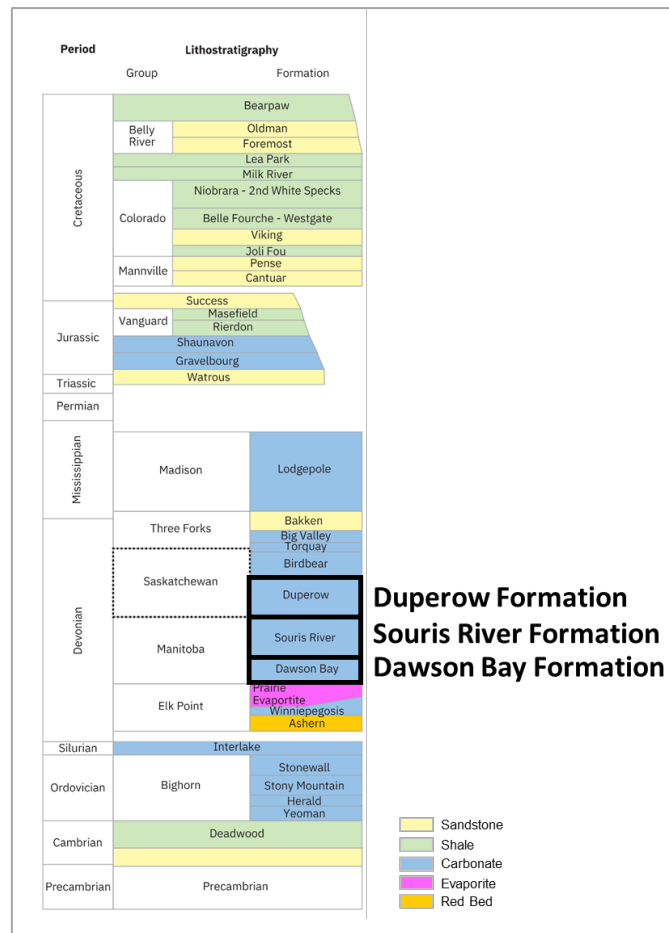 Period
Lithostratigraphy
Group
Formation
Cretaceous
Bearpaw
Belly
River
Oldman
Foremost
Lea Park
Milk River
Colorado
Niobrara - 2nd White Specks
Belle Fourche - Westgate
Viking
Joli Fou
Mannville
Pense
Cantuar
Jurassic
Success
Vanguard
Masefield
Rierdon
Shaunavon
Gravelbourg
Triassic
Watrous
Permian
Mississippian
Madison
Lodgepole
Devonian
Three Forks
Bakken
Big Valley
Torquay
Saskatchewan
Birdbear
Duperow
Duperow Formation
Manitoba
Souris River
Souris River Formation
Dawson Bay
Dawson Bay Formation
Elk Point
Prairie
Evaportite
Winniepegosis
Ashern
Silurian
Interlake
Ordovician
Bighorn
Stonewall
Stony Mountain
Herald
Yeoman
Cambrian
Deadwood
Precambrian
Precambrian
Sandstone
Shale
Carbonate
Evaporite
Red Bed